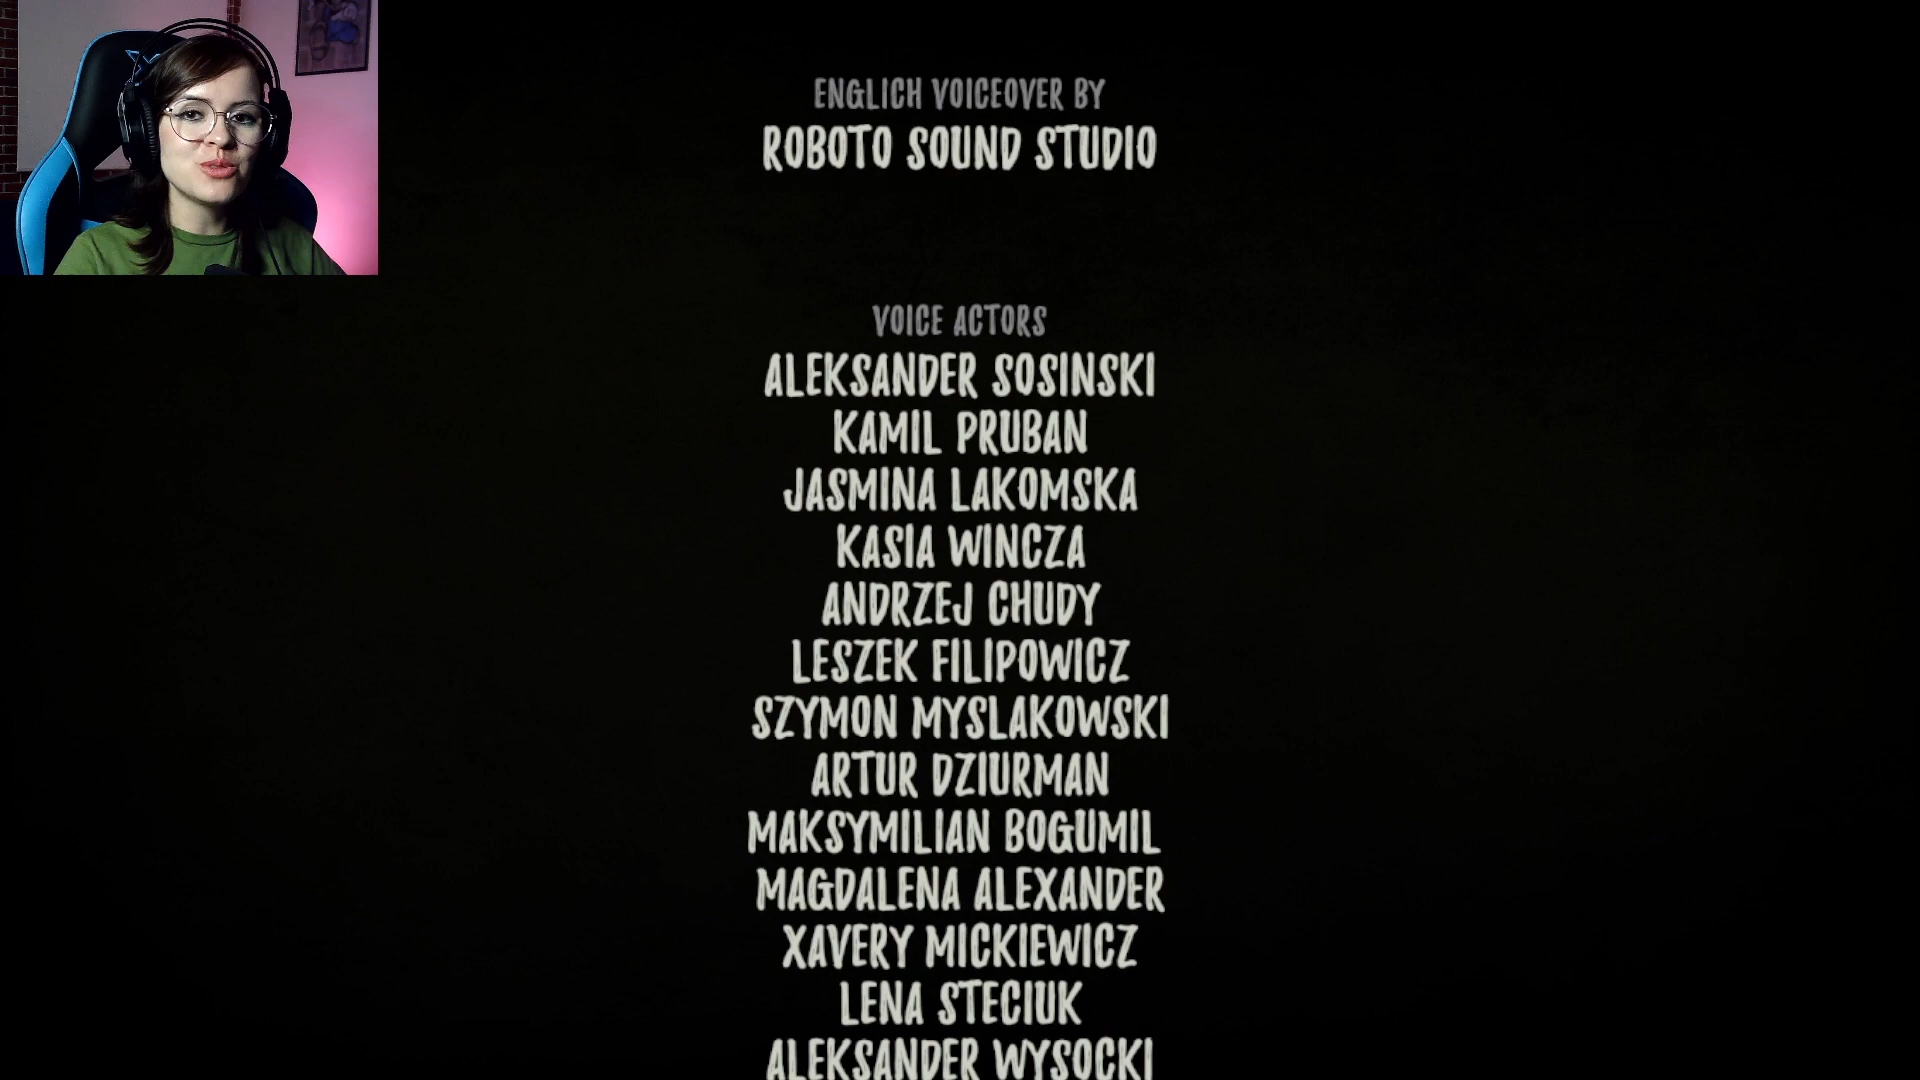 ENGLICH VOICEOVER BY
ROBOTO SOUND STUDIO
VOICE ACTORS
ALEKSANDER SOSINSKI
KAMIL PRUBAN
JASMINA LAKOMSKA
KASIA WINCZA
ANDRZEJ CHUDY
LESZEK FILIPOWICZ
SZYMON MYSLAKOWSKI
ARTUR DZIURMAN
MAKSYMILIAN BOGUMIL
MAGDALENA ALEXANDER
XAVERY MICKIEWICZ
LENA STECIUK
ALEKSANDER WYSOCKI